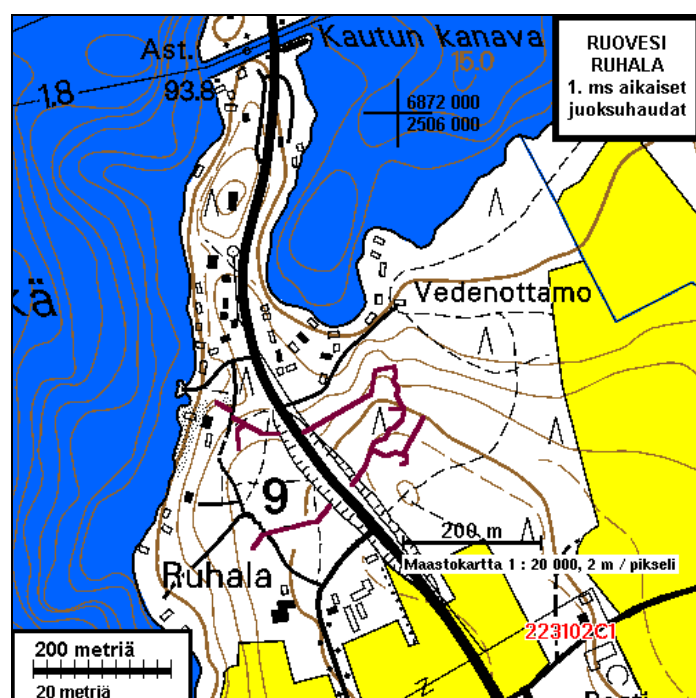 Ast.
Kautun kanava
15.0
RUOVESI
RUHALA
1. ms aikaiset
juoksuhaudat
1.8
93.8
6872 000
2506 000
kä
Vedenottamo
9
200 m
Maastokartta 1 : 20 000, 2 m / pikseli
Ruhala
223102C1
200 metriä
20 metriä
Z